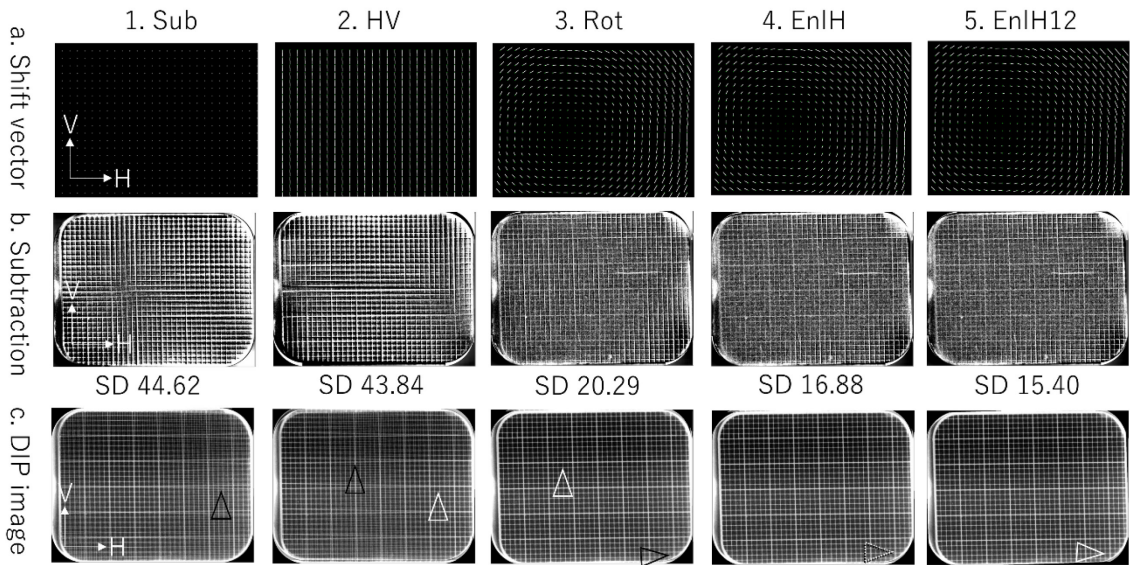 1. Sub 2. HV 3. Rot 4. EnlH 5. EnlH12
a. Shift vector
V
H
b. Subtraction
V
H
SD 44.62 SD 43.84 SD 20.29 SD 16.88 SD 15.40
c. DIP image
V
H